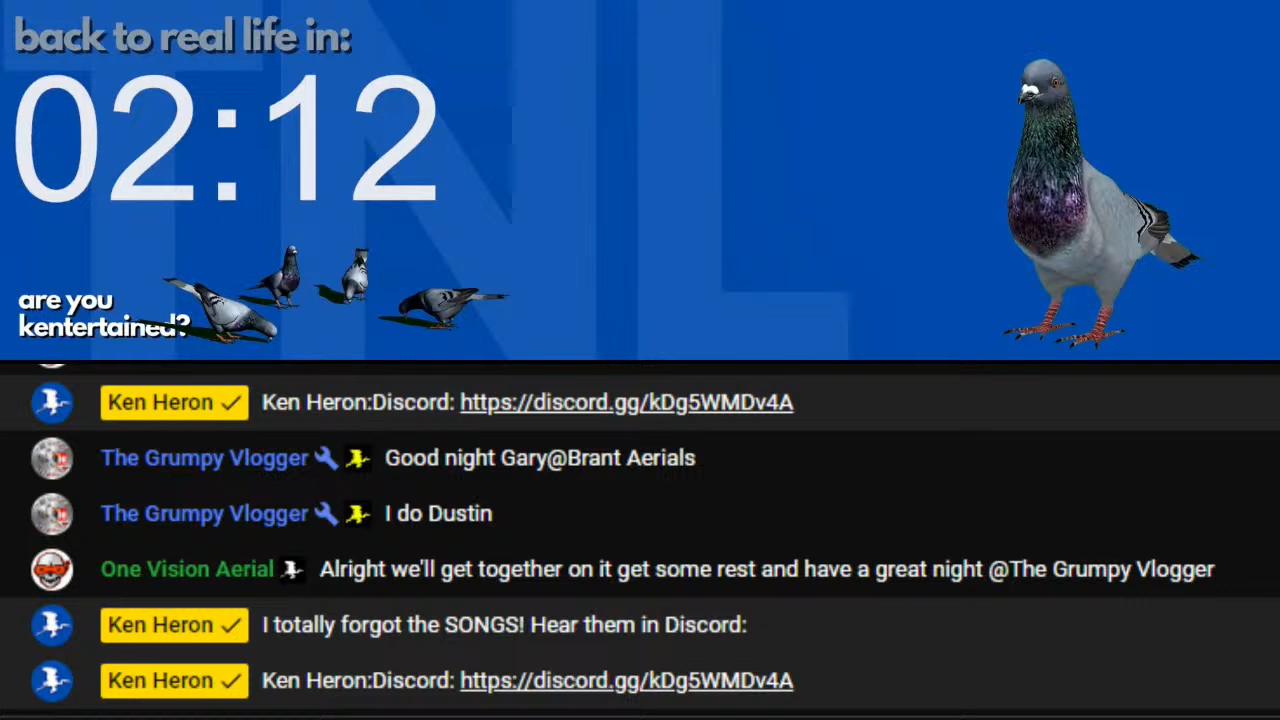 back to real life in:
02:12
TNL
are you
kentertained?
Ken Heron ✓ Ken Heron:Discord: https://discord.gg/kDg5WMDv4A
The Grumpy Vlogger Good night Gary@Brant Aerials
The Grumpy Vlogger I do Dustin
One Vision Aerial Alright we'll get together on it get some rest and have a great night @The Grumpy Vlogger
Ken Heron ✓ I totally forgot the SONGS! Hear them in Discord:
Ken Heron ✓ Ken Heron:Discord: https://discord.gg/kDg5WMDv4A